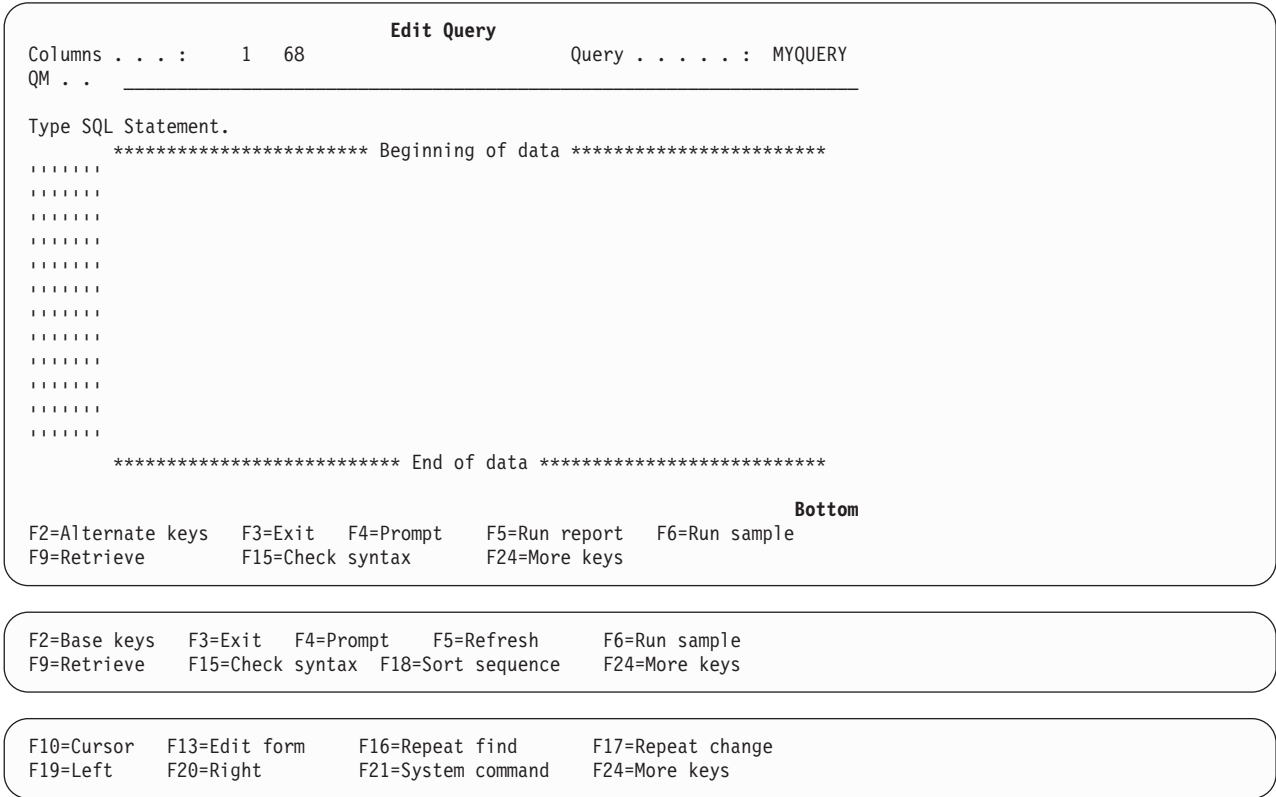 Edit Query
Columns . . . :     1   68                         Query . . . . . :  MYQUERY
QM . .   _____________________________________________________________________
Type SQL Statement.
************************ Beginning of data ************************
'''''''
'''''''
'''''''
'''''''
'''''''
'''''''
'''''''
'''''''
'''''''
'''''''
'''''''
'''''''
*************************** End of data ***************************
Bottom
F2=Alternate keys   F3=Exit   F4=Prompt    F5=Run report   F6=Run sample
F9=Retrieve         F15=Check syntax       F24=More keys
F2=Base keys   F3=Exit   F4=Prompt    F5=Refresh      F6=Run sample
F9=Retrieve    F15=Check syntax  F18=Sort sequence    F24=More keys
F10=Cursor   F13=Edit form     F16=Repeat find       F17=Repeat change
F19=Left     F20=Right         F21=System command    F24=More keys